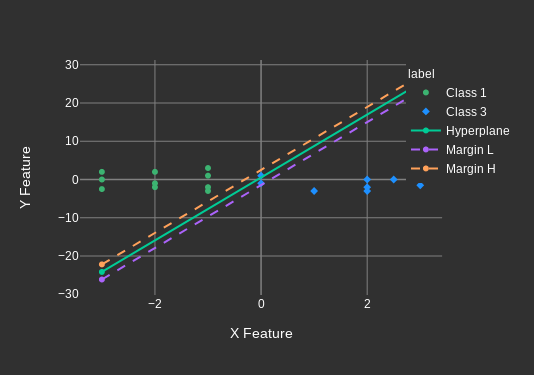 30
20
10
0
−10
−20
−30
−2
0
2
Y Feature
X Feature
label
Class 1
Class 3
Hyperplane
Margin L
Margin H